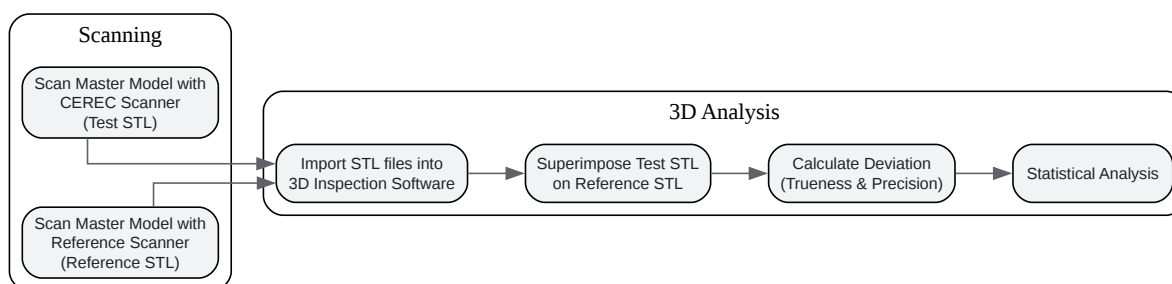 Scanning
Scan Master Model with
CEREC Scanner
(Test STL)
Scan Master Model with
Reference Scanner
(Reference STL)
3D Analysis
Import STL files into
3D Inspection Software
Superimpose Test STL
on Reference STL
Calculate Deviation
(Trueness & Precision)
Statistical Analysis